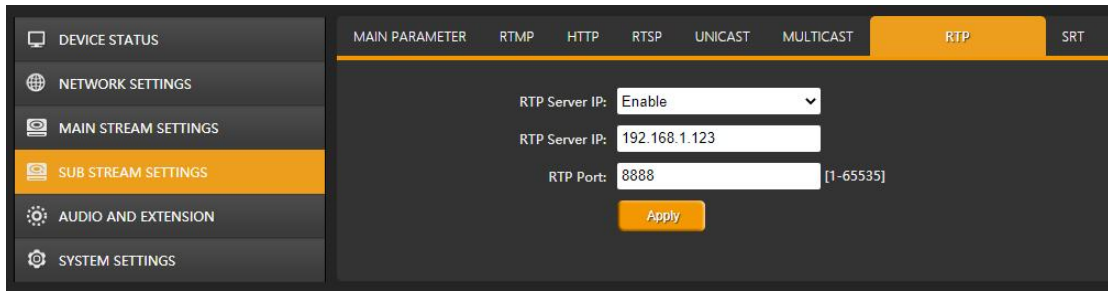 DEVICE STATUS
NETWORK SETTINGS
MAIN STREAM SETTINGS
SUB STREAM SETTINGS
AUDIO AND EXTENSION
SYSTEM SETTINGS
MAIN PARAMETER RTMP HTTP RTSP UNICAST MULTICAST RTP SRT
RTP Server IP: Enable
RTP Server IP: 192.168.1.123
RTP Port: 8888 [1-65535]
Apply